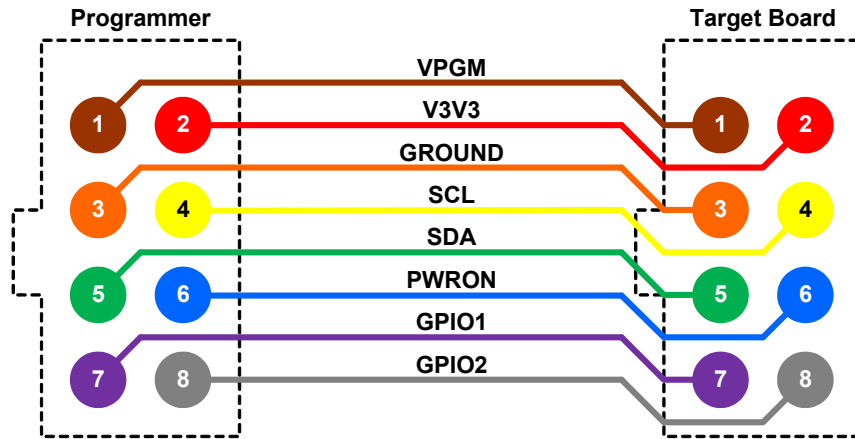 Programmer Target Board
VPGM
1 2 V3V3 1 2
GROUND
3 4 SCL 3 4
SDA
5 6 PWRON 5 6
GPIO1
7 8 GPIO2 7 8